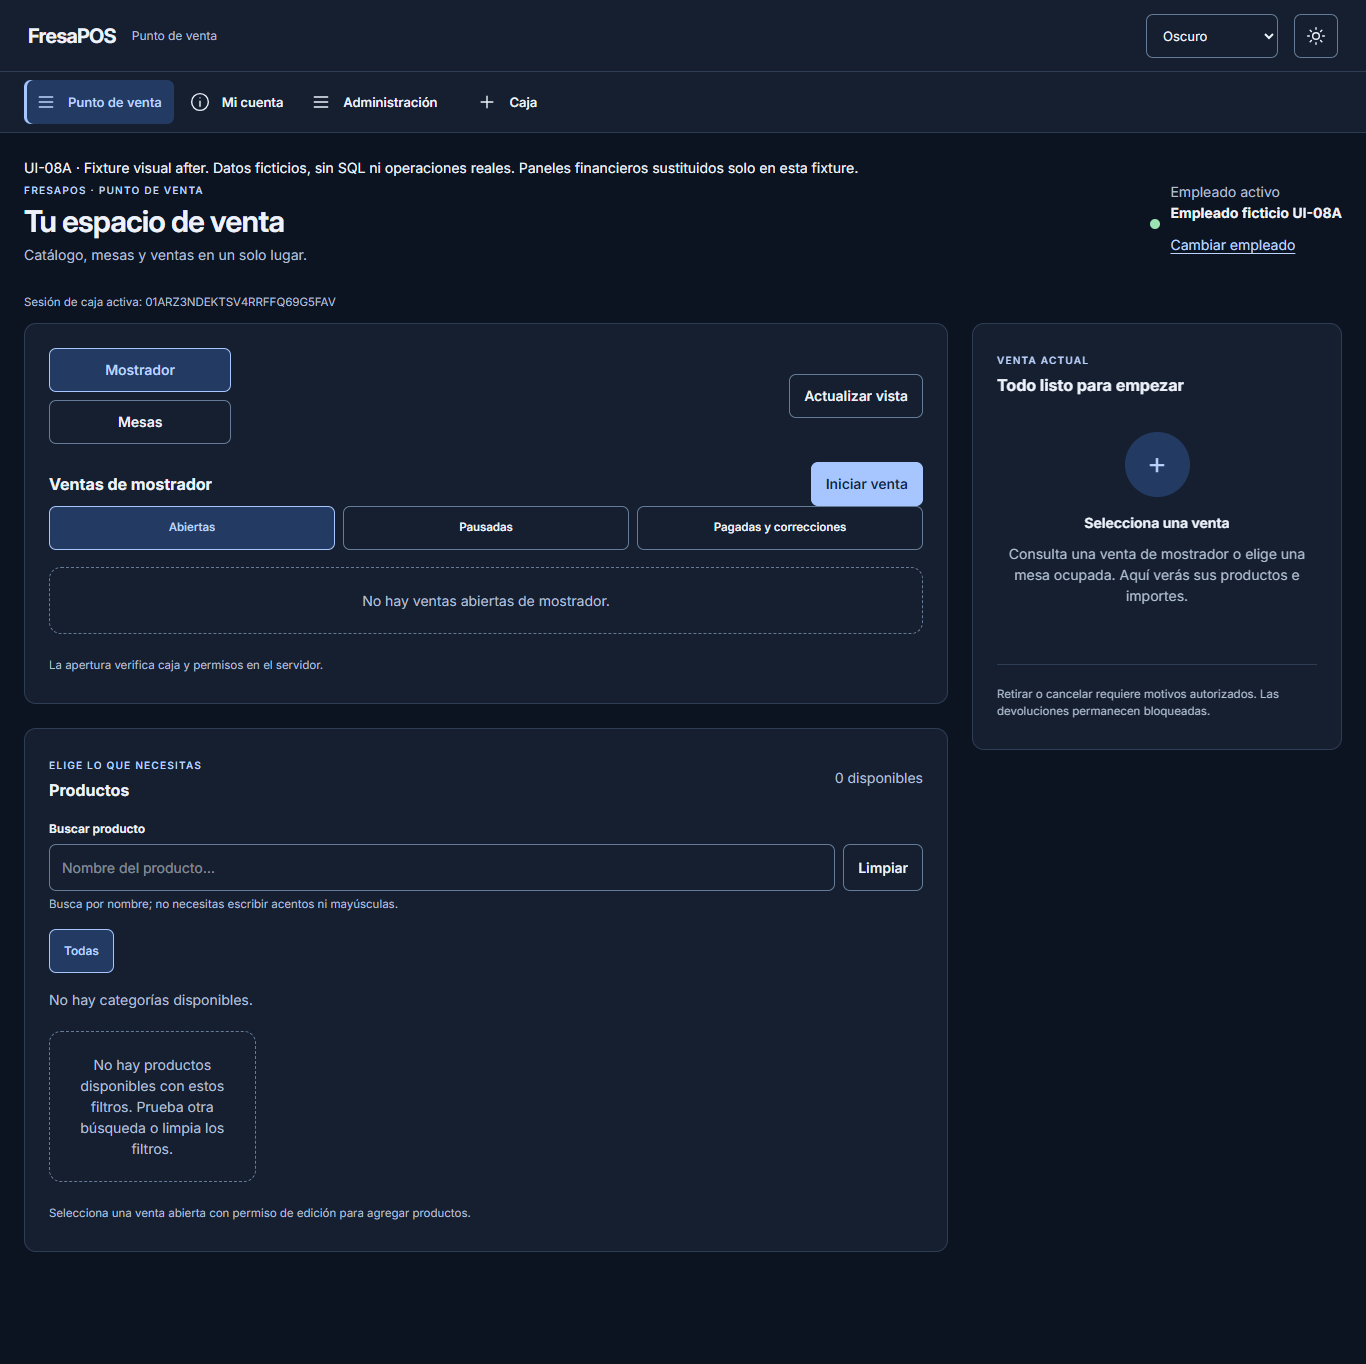 FresaPOS Punto de venta
Oscuro
Punto de venta
Mi cuenta
Administración
Caja
UI-08A · Fixture visual after. Datos ficticios, sin SQL ni operaciones reales. Paneles financieros sustituidos solo en esta fixture.
FRESAPOS · PUNTO DE VENTA
Tu espacio de venta
Catálogo, mesas y ventas en un solo lugar.
Empleado activo
Empleado ficticio UI-08A
Cambiar empleado
Sesión de caja activa: 01ARZ3NDEKTSV4RRFFQ69G5FAV
Mostrador
Mesas
Actualizar vista
Ventas de mostrador
Iniciar venta
Abiertas
Pausadas
Pagadas y correcciones
No hay ventas abiertas de mostrador.
La apertura verifica caja y permisos en el servidor.
VENTA ACTUAL
Todo listo para empezar
Selecciona una venta
Consulta una venta de mostrador o elige una
mesa ocupada. Aquí verás sus productos e
importes.
Retirar o cancelar requiere motivos autorizados. Las
devoluciones permanecen bloqueadas.
ELIGE LO QUE NECESITAS
Productos
0 disponibles
Buscar producto
Nombre del producto...
Limpiar
Busca por nombre; no necesitas escribir acentos ni mayúsculas.
Todas
No hay categorías disponibles.
No hay productos
disponibles con estos
filtros. Prueba otra
búsqueda o limpia los
filtros.
Selecciona una venta abierta con permiso de edición para agregar productos.